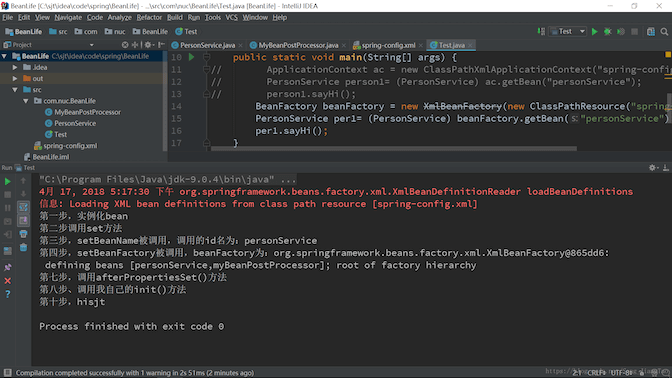 BeanLife [C:\sjt\idea\code\spring\BeanLife] - ...\src\com\nuc\BeanLife\Test.java [BeanLife] - IntelliJ IDEA
File Edit View Navigate Code Analyze Refactor Build Run Tools VCS Window Help
BeanLife src com nuc BeanLife Test
Test
Project
PersonService.java MyBeanPostProcessor.java spring-config.xml Test.java
BeanLife C:\sjt\idea\code\spring\BeanLife
.idea
out
src
com.nuc.BeanLife
MyBeanPostProcessor
PersonService
Test
spring-config.xml
BeanLife.iml
10 public static void main(String[] args) {
11 // ApplicationContext ac = new ClassPathXmlApplicationContext("spring-confi
12 // PersonService person1= (PersonService) ac.getBean("personService");
13 // person1.sayHi();
14 BeanFactory beanFactory = new XmlBeanFactory(new ClassPathResource("spring
15 PersonService per1= (PersonService) beanFactory.getBean( s: "personService")
16 per1.sayHi();
17 }
Run Test
"C:\Program Files\Java\jdk-9.0.4\bin\java" ...
4月 17, 2018 5:17:30 下午 org.springframework.beans.factory.xml.XmlBeanDefinitionReader loadBeanDefinitions
信息: Loading XML bean definitions from class path resource [spring-config.xml]
第一步，实例化bean
第二步调用set方法
第三步，setBeanName被调用，调用的id名为：personService
第四步，setBeanFactory被调用，beanFactory为：org.springframework.beans.factory.xml.XmlBeanFactory@865dd6:
defining beans [personService,myBeanPostProcessor]; root of factory hierarchy
第七步，调用afterPropertiesSet()方法
第八步、调用我自己的init()方法
第十步，hisjt
Process finished with exit code 0
Compilation completed successfully with 1 warning in 2s 51ms (2 minutes ago)
2:1 CRLF UTF-8